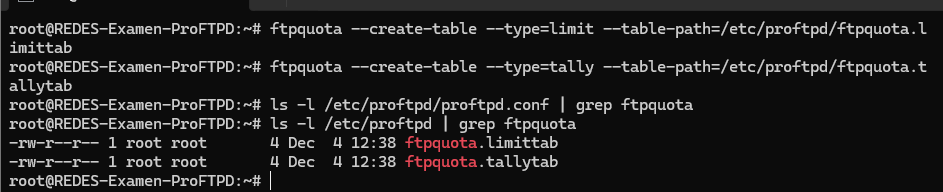 root@REDES-Examen-ProFTPD:~# ftpquota --create-table --type=limit --table-path=/etc/proftpd/ftpquota.l
imittab
root@REDES-Examen-ProFTPD:~# ftpquota --create-table --type=tally --table-path=/etc/proftpd/ftpquota.t
allytab
root@REDES-Examen-ProFTPD:~# ls -l /etc/proftpd/proftpd.conf | grep ftpquota
root@REDES-Examen-ProFTPD:~# ls -l /etc/proftpd | grep ftpquota
-rw-r--r-- 1 root root       4 Dec  4 12:38 ftpquota.limittab
-rw-r--r-- 1 root root       4 Dec  4 12:38 ftpquota.tallytab
root@REDES-Examen-ProFTPD:~#